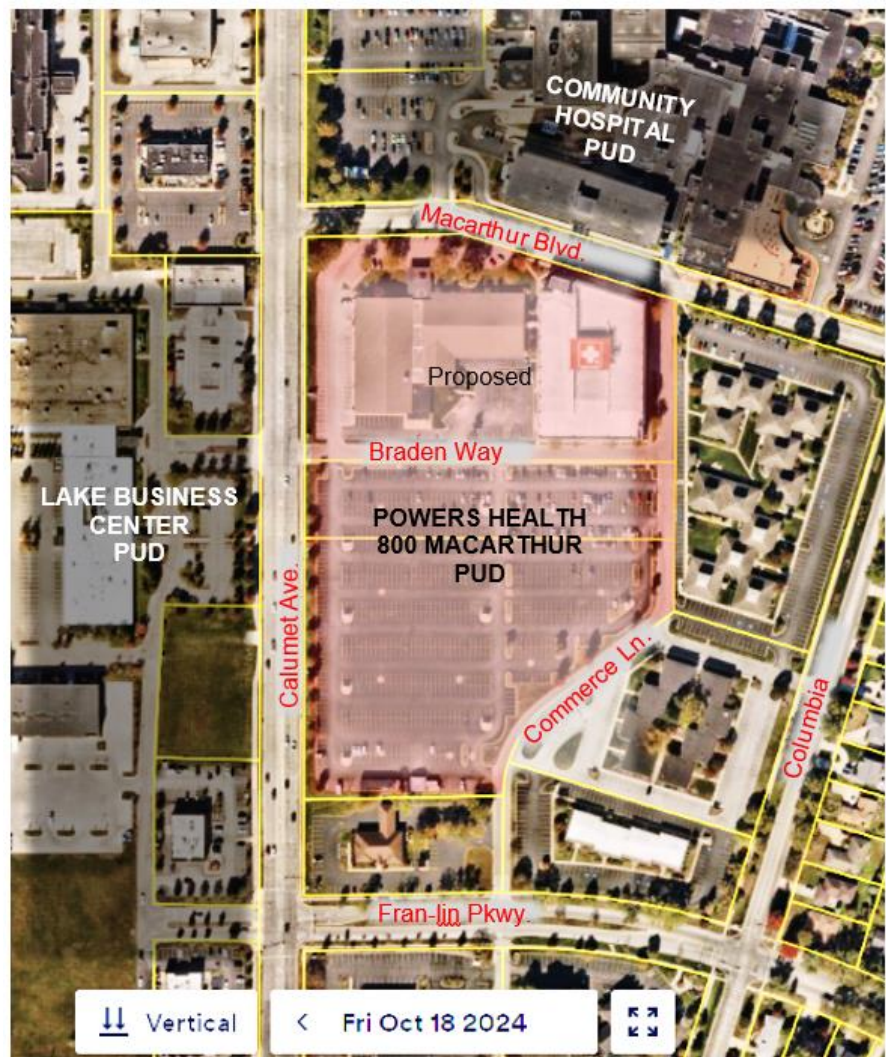 COMMUNITY
HOSPITAL
PUD
Macarthur Blvd.
Proposed
Braden Way
LAKE BUSINESS
CENTER
PUD
POWERS HEALTH
800 MACARTHUR
PUD
Calumet Ave.
Commerce Ln.
Columbia
Fran-lin Pkwy.
Vertical
Fri Oct 18 2024